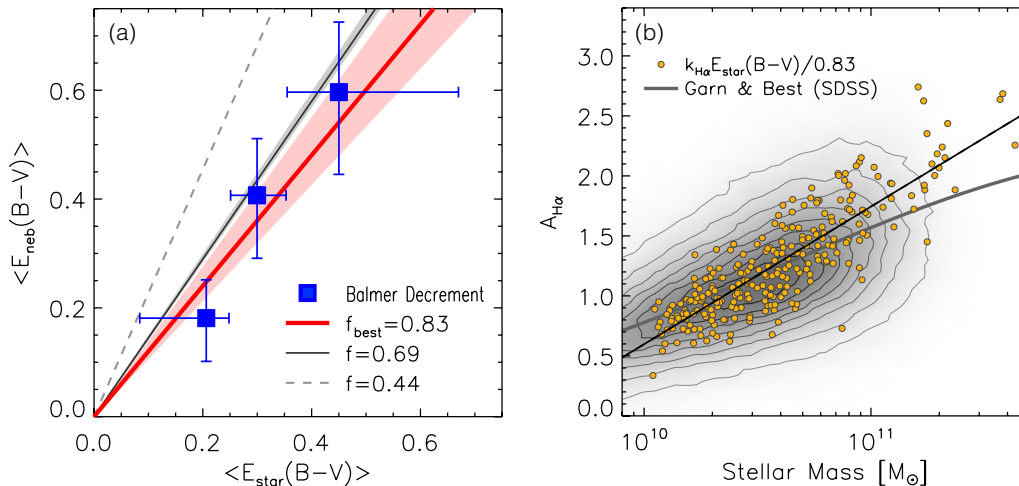 (a)
<E_neb(B−V)>
0.6
0.4
0.2
0.0
Balmer Decrement
f_best=0.83
f=0.69
f=0.44
0.0 0.2 0.4 0.6
<E_star(B−V)>
(b)
A_Hα
3.0
2.5
2.0
1.5
1.0
0.5
0.0
k_Hα E_star(B−V)/0.83
Garn & Best (SDSS)
10^10 10^11
Stellar Mass [M_⊙]